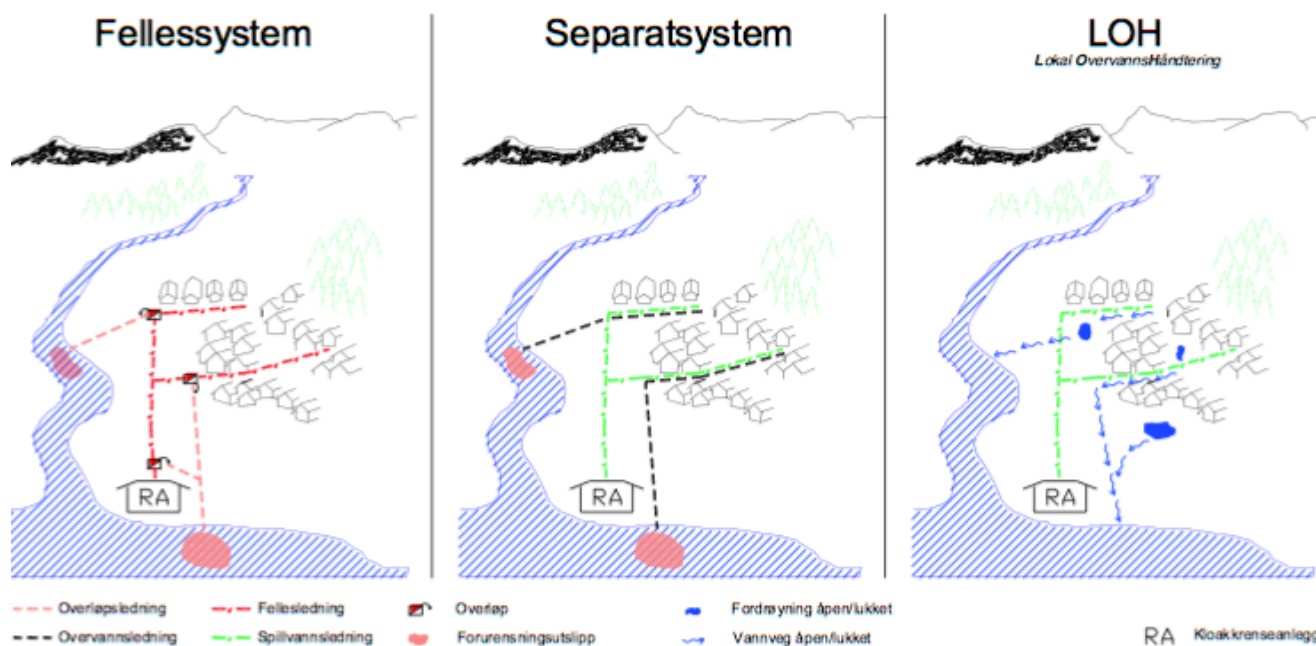 Fellessystem
Separatsystem
LOH
Lokal OvervannsHåndtering
RA
RA
RA
Overløpsledning
Fellesledning
Overløp
Fordrøyning åpen/lukket
Overvannsledning
Spillvannsledning
Forurensningsutslipp
Vannveg åpen/lukket
RA Kloakkrenseanlegg